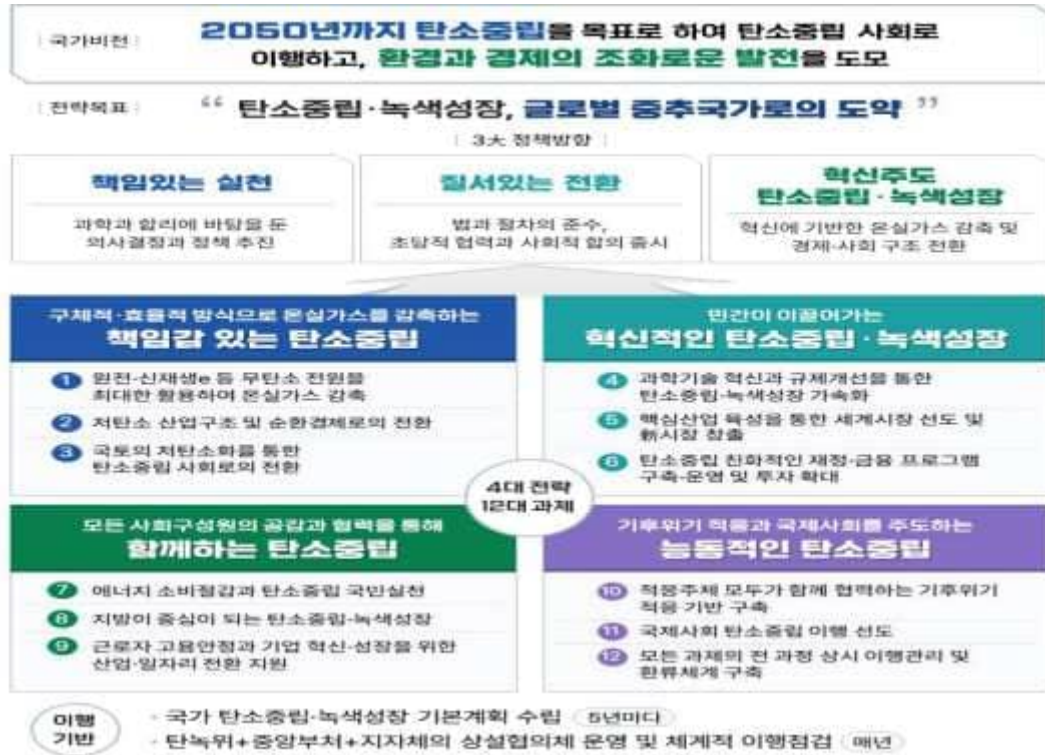 국가비전
2050년까지 탄소중립을 목표로 하여 탄소중립 사회로
이행하고, 환경과 경제의 조화로운 발전을 도모
전략목표
“ 탄소중립·녹색성장, 글로벌 중추국가로의 도약 ”
3大 정책방향
책임있는 실천
과학과 합리에 바탕을 둔
의사결정과 정책 추진
질서있는 전환
법과 절차의 준수,
초당적 협력과 사회적 합의 중시
혁신주도
탄소중립·녹색성장
혁신에 기반한 온실가스 감축 및
경제·사회 구조 전환
구체적·효율적 방식으로 온실가스를 감축하는
책임감 있는 탄소중립
1 원전·신재생e 등 무탄소 전원을
최대한 활용하여 온실가스 감축
2 저탄소 산업구조 및 순환경제로의 전환
3 국토의 저탄소화를 통한
탄소중립 사회로의 전환
민간이 이끌어가는
혁신적인 탄소중립·녹색성장
4 과학기술 혁신과 규제개선을 통한
탄소중립·녹색성장 가속화
5 핵심산업 육성을 통한 세계시장 선도 및
新시장 창출
6 탄소중립 친화적인 재정·금융 프로그램
구축·운영 및 투자 확대
4대 전략
12대 과제
모든 사회구성원의 공감과 협력을 통해
함께하는 탄소중립
7 에너지 소비절감과 탄소중립 국민실천
8 지방이 중심이 되는 탄소중립·녹색성장
9 근로자 고용안정과 기업 혁신·성장을 위한
산업·일자리 전환 지원
기후위기 적응과 국제사회를 주도하는
능동적인 탄소중립
10 적응주체 모두가 함께 협력하는 기후위기
적응 기반 구축
11 국제사회 탄소중립 이행 선도
12 모든 과제의 전 과정 상시 이행관리 및
환류체계 구축
이행
기반
· 국가 탄소중립·녹색성장 기본계획 수립 5년마다
· 탄녹위+중앙부처+지자체의 상설협의체 운영 및 체계적 이행점검 매년